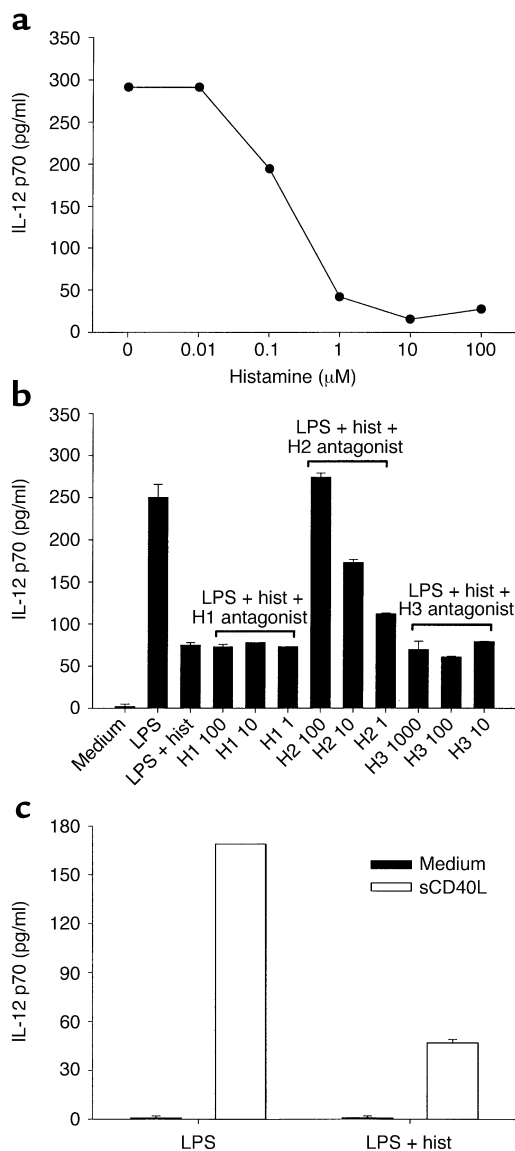 a
IL-12 p70 (pg/ml)
350
300
250
200
150
100
50
0
0 0.01 0.1 1 10 100
Histamine (μM)
b
IL-12 p70 (pg/ml)
350
300
250
200
150
100
50
0
LPS + hist +
H2 antagonist
LPS + hist +
H1 antagonist
LPS + hist +
H3 antagonist
Medium
LPS
LPS + hist
H1 100
H1 10
H1 1
H2 100
H2 10
H2 1
H3 1000
H3 100
H3 10
c
IL-12 p70 (pg/ml)
180
150
120
90
60
30
0
Medium
sCD40L
LPS LPS + hist